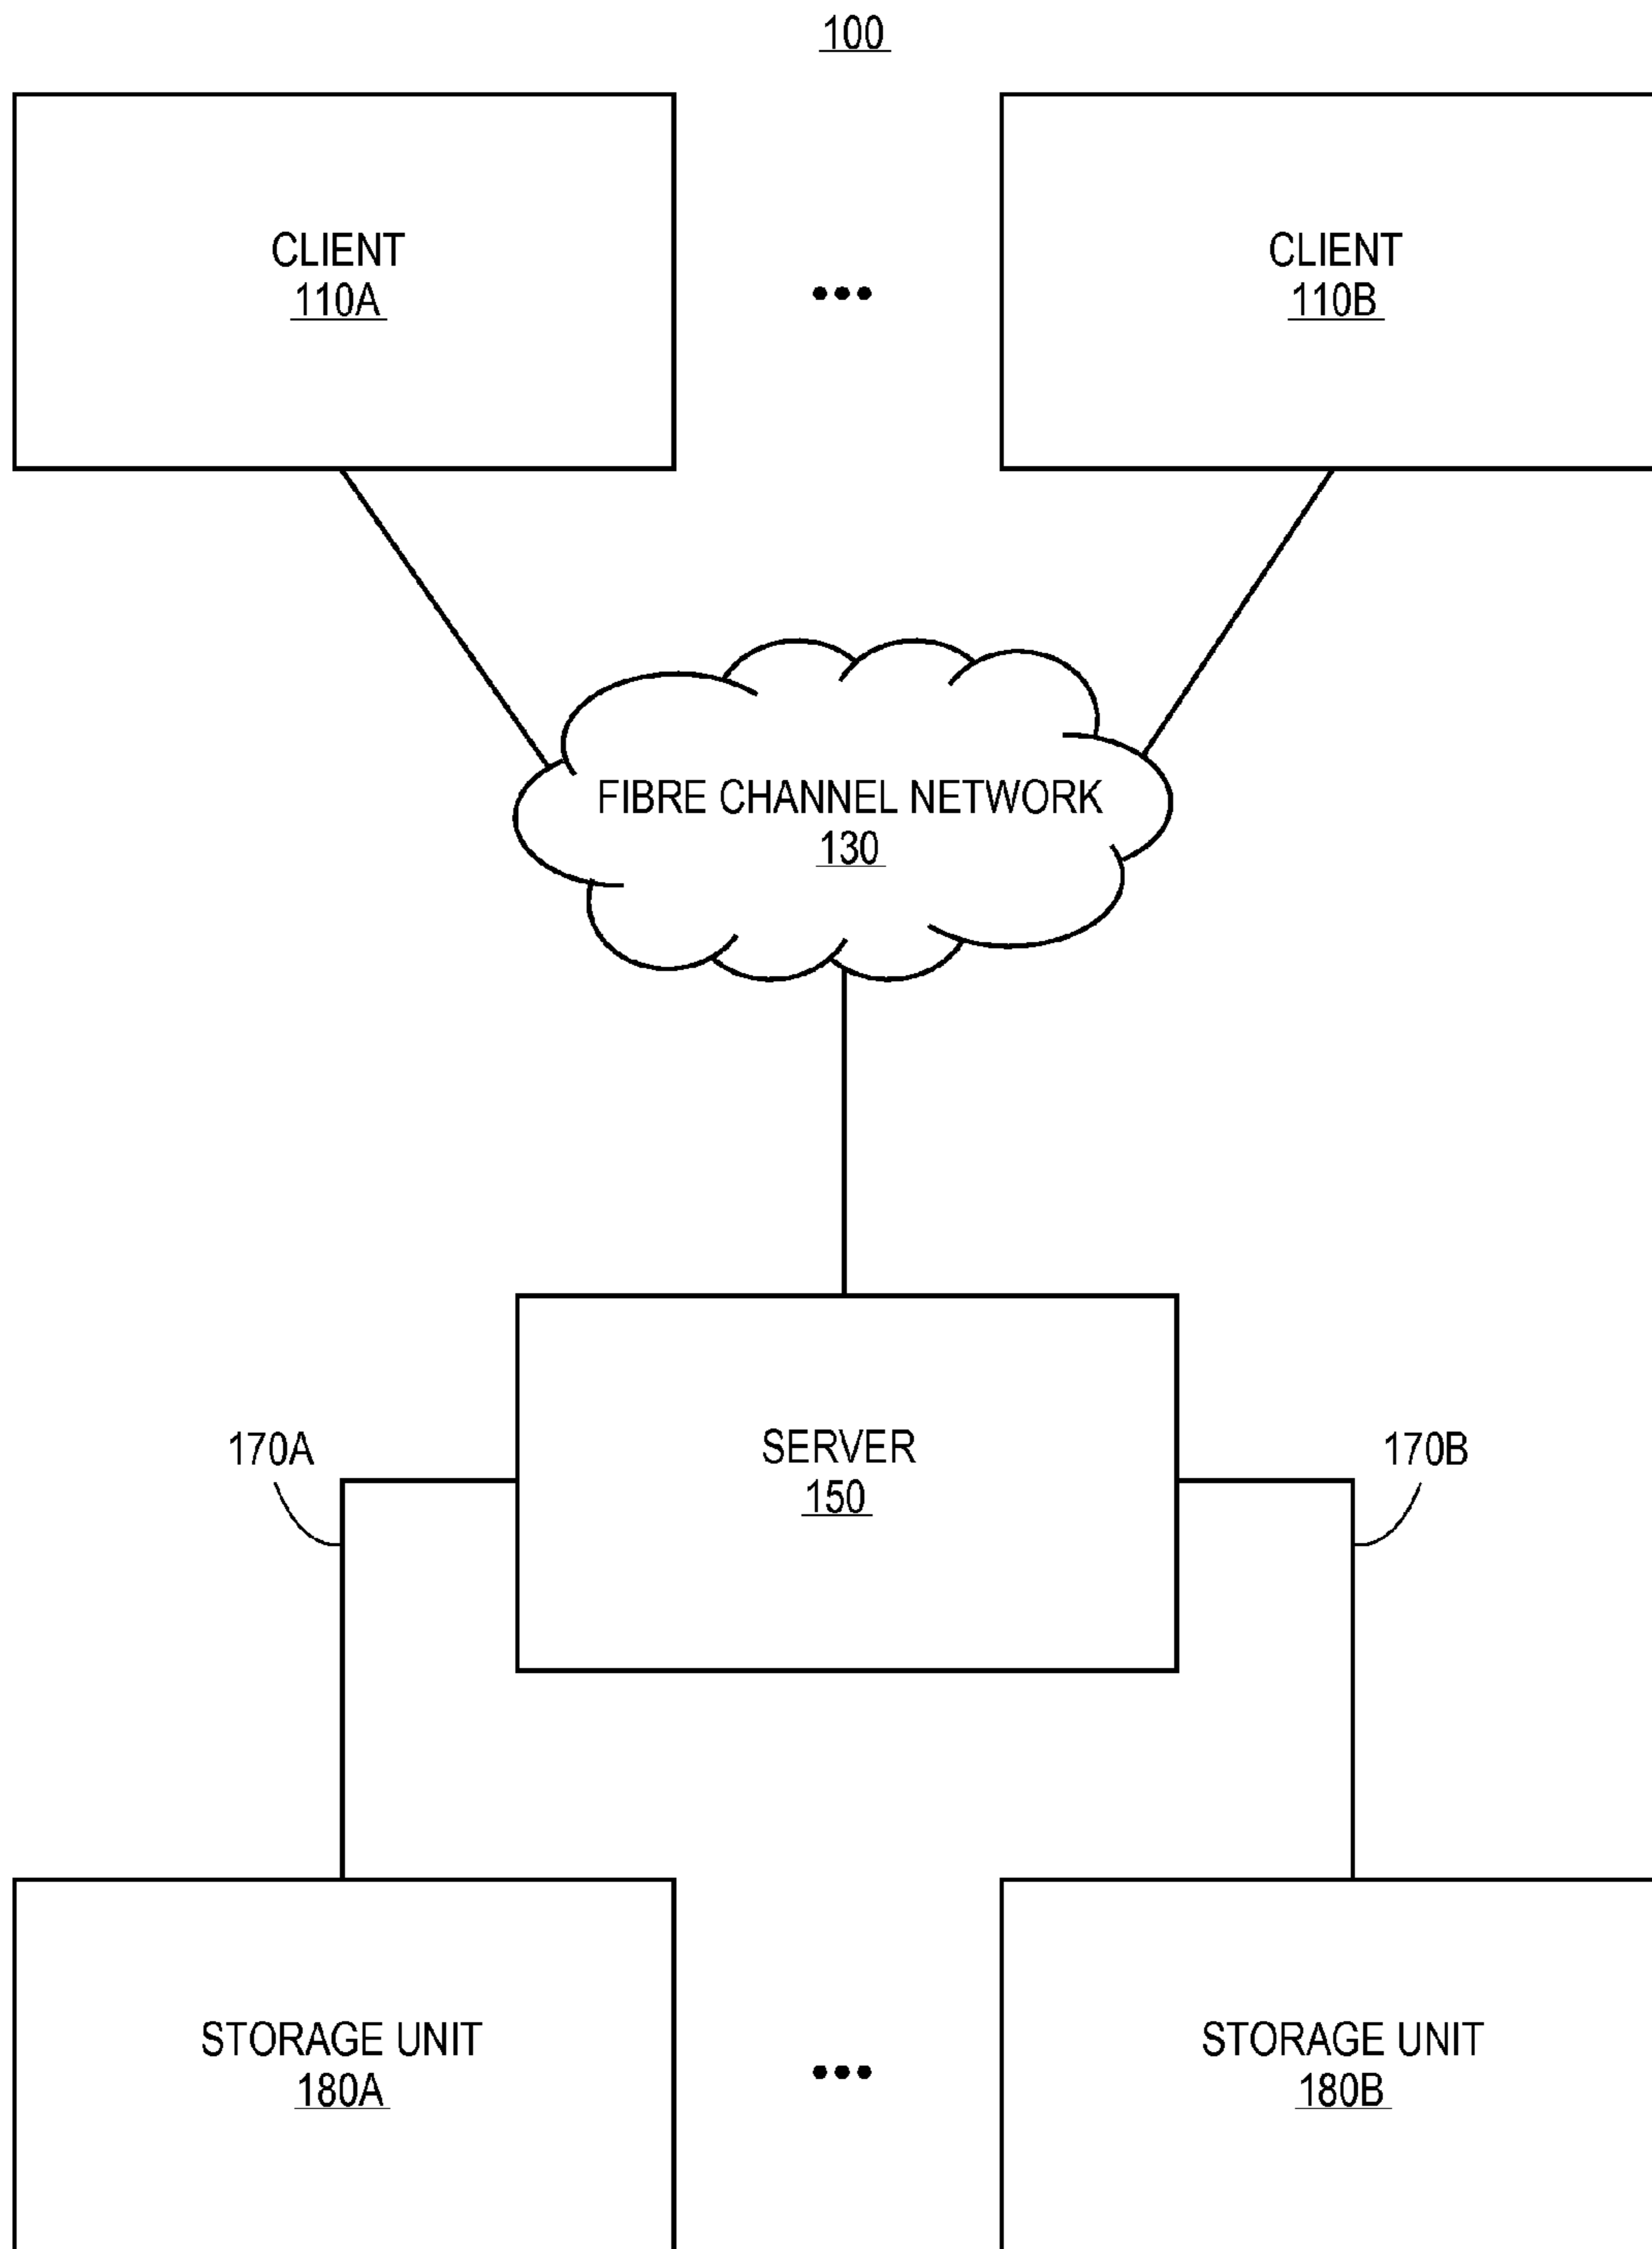 100
CLIENT
110A
•••
CLIENT
110B
FIBRE CHANNEL NETWORK
130
SERVER
150
170A
170B
STORAGE UNIT
180A
•••
STORAGE UNIT
180B